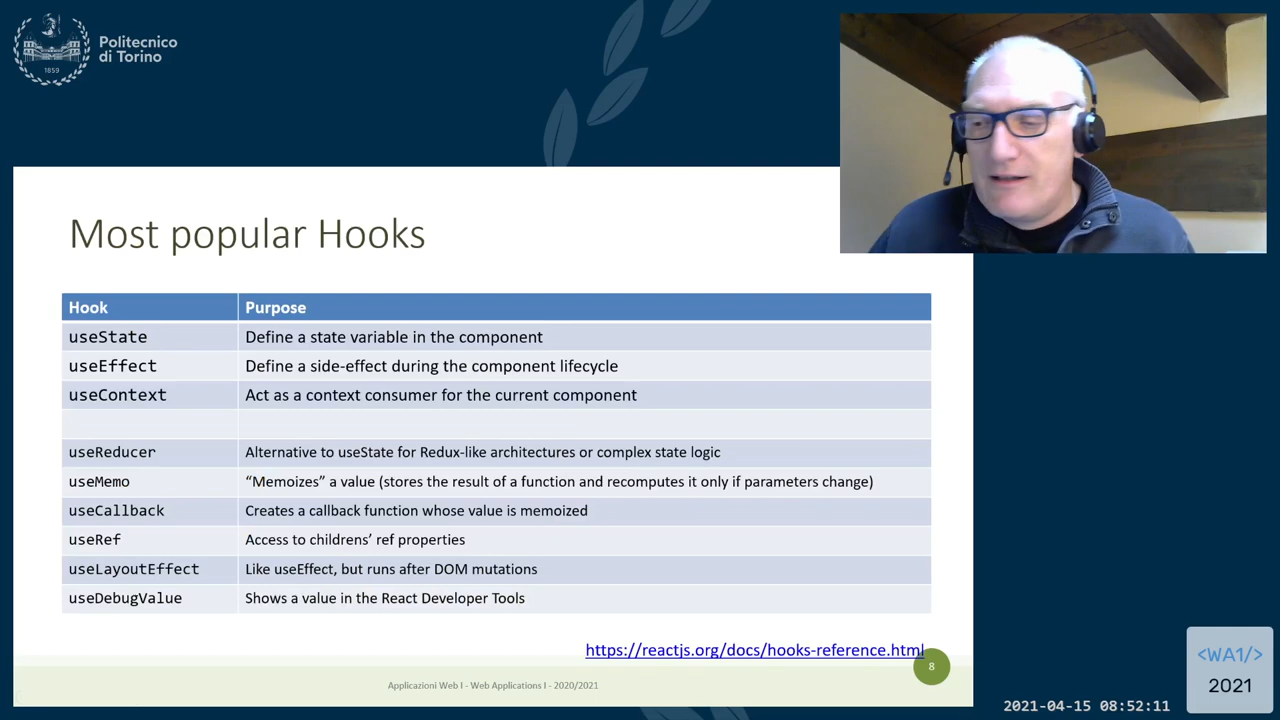 Politecnico
di Torino
1859
Most popular Hooks
Hook Purpose
useState Define a state variable in the component
useEffect Define a side-effect during the component lifecycle
useContext Act as a context consumer for the current component
useReducer Alternative to useState for Redux-like architectures or complex state logic
useMemo “Memoizes” a value (stores the result of a function and recomputes it only if parameters change)
useCallback Creates a callback function whose value is memoized
useRef Access to childrens’ ref properties
useLayoutEffect Like useEffect, but runs after DOM mutations
useDebugValue Shows a value in the React Developer Tools
https://reactjs.org/docs/hooks-reference.html
8
Applicazioni Web I - Web Applications I - 2020/2021
<WA1/>
2021
2021-04-15 08:52:11